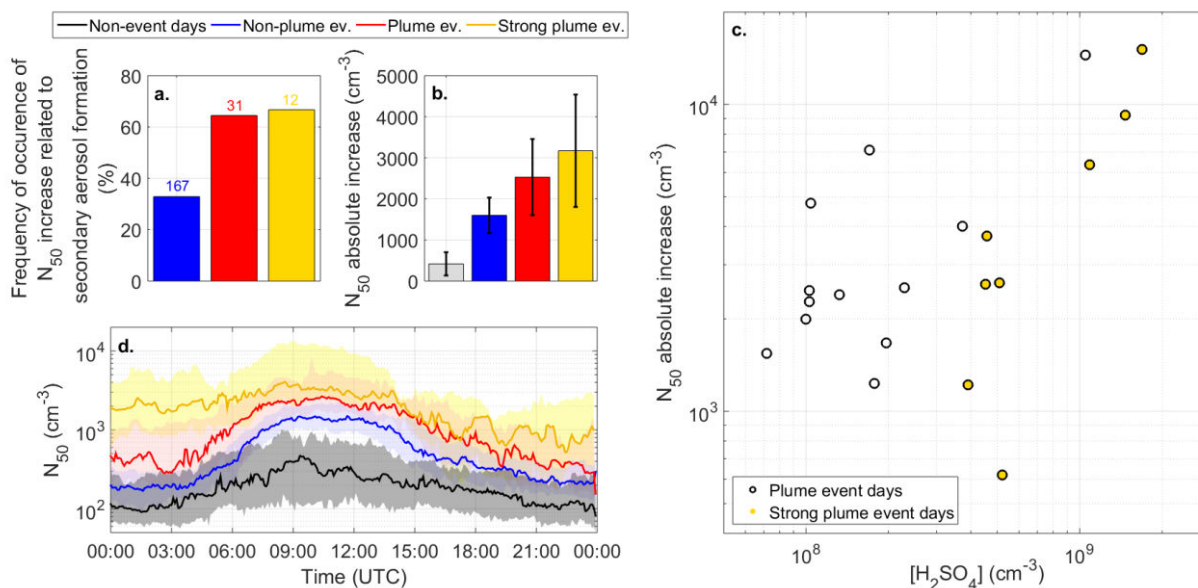 Non-event days Non-plume ev. Plume ev. Strong plume ev.
Frequency of occurence of
N50 increase related to
secondary aerosol formation
(%)
80
60
40
20
0
a.
167
31
12
N50 absolute increase (cm-3)
5000
4000
3000
2000
1000
0
b.
N50 absolute increase (cm-3)
10^4
10^3
c.
Plume event days
Strong plume event days
10^8 10^9
[H2SO4] (cm-3)
N50 (cm-3)
10^4
10^3
10^2
d.
00:00 03:00 06:00 09:00 12:00 15:00 18:00 21:00 00:00
Time (UTC)